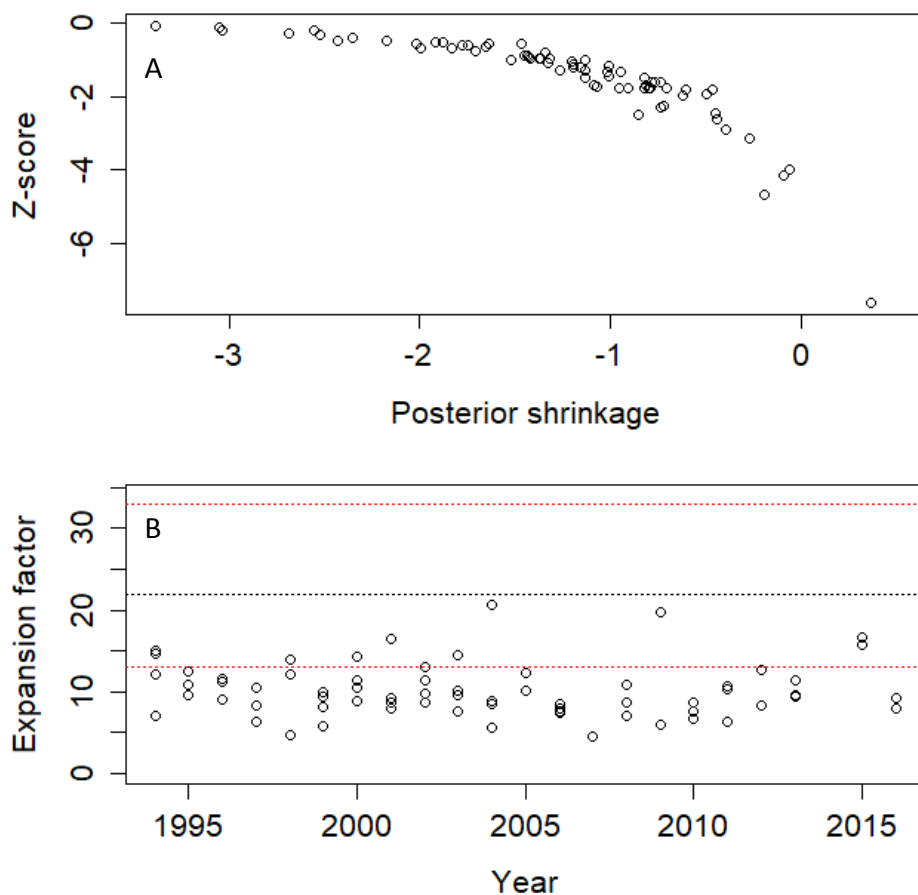 A
Z-score
0
-2
-4
-6
-3 -2 -1 0
Posterior shrinkage
B
Expansion factor
30
20
10
0
1995 2000 2005 2010 2015
Year